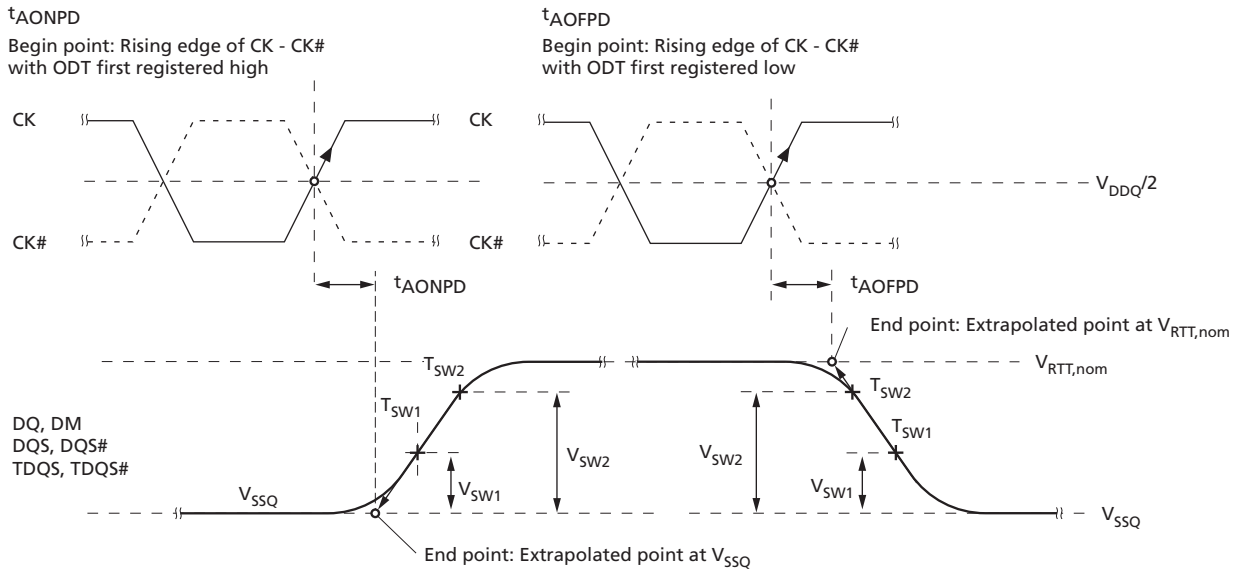 tAONPD
Begin point: Rising edge of CK - CK#
with ODT first registered high
tAOFPD
Begin point: Rising edge of CK - CK#
with ODT first registered low
CK
CK
VDDQ/2
CK#
CK#
tAONPD
tAOFPD
End point: Extrapolated point at VRTT,nom
TSW2
TSW2
VRTT,nom
TSW1
TSW1
DQ, DM
DQS, DQS#
TDQS, TDQS#
VSW2
VSW2
VSW1
VSW1
VSSQ
VSSQ
End point: Extrapolated point at VSSQ